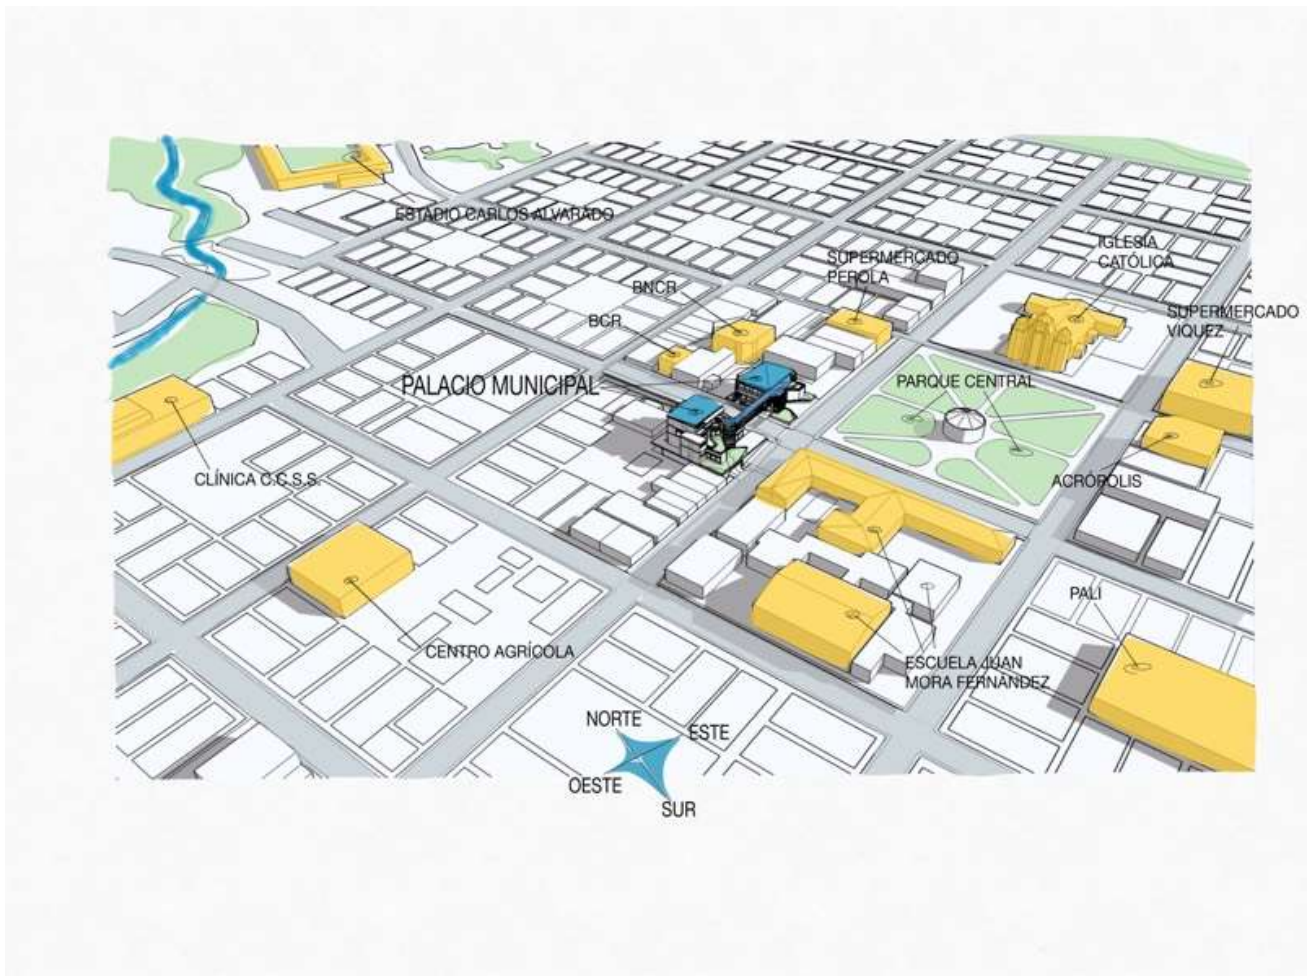 ESTADIO CARLOS ALVARADO
IGLESIA
CATÓLICA
SUPERMERCADO
PEROLA
BNCR
SUPERMERCADO
VIQUEZ
BCR
PALACIO MUNICIPAL
PARQUE CENTRAL
CLÍNICA C.C.S.S.
ACRÓPOLIS
PALI
CENTRO AGRÍCOLA
ESCUELA JUAN
MORA FERNÁNDEZ
NORTE
ESTE
OESTE
SUR